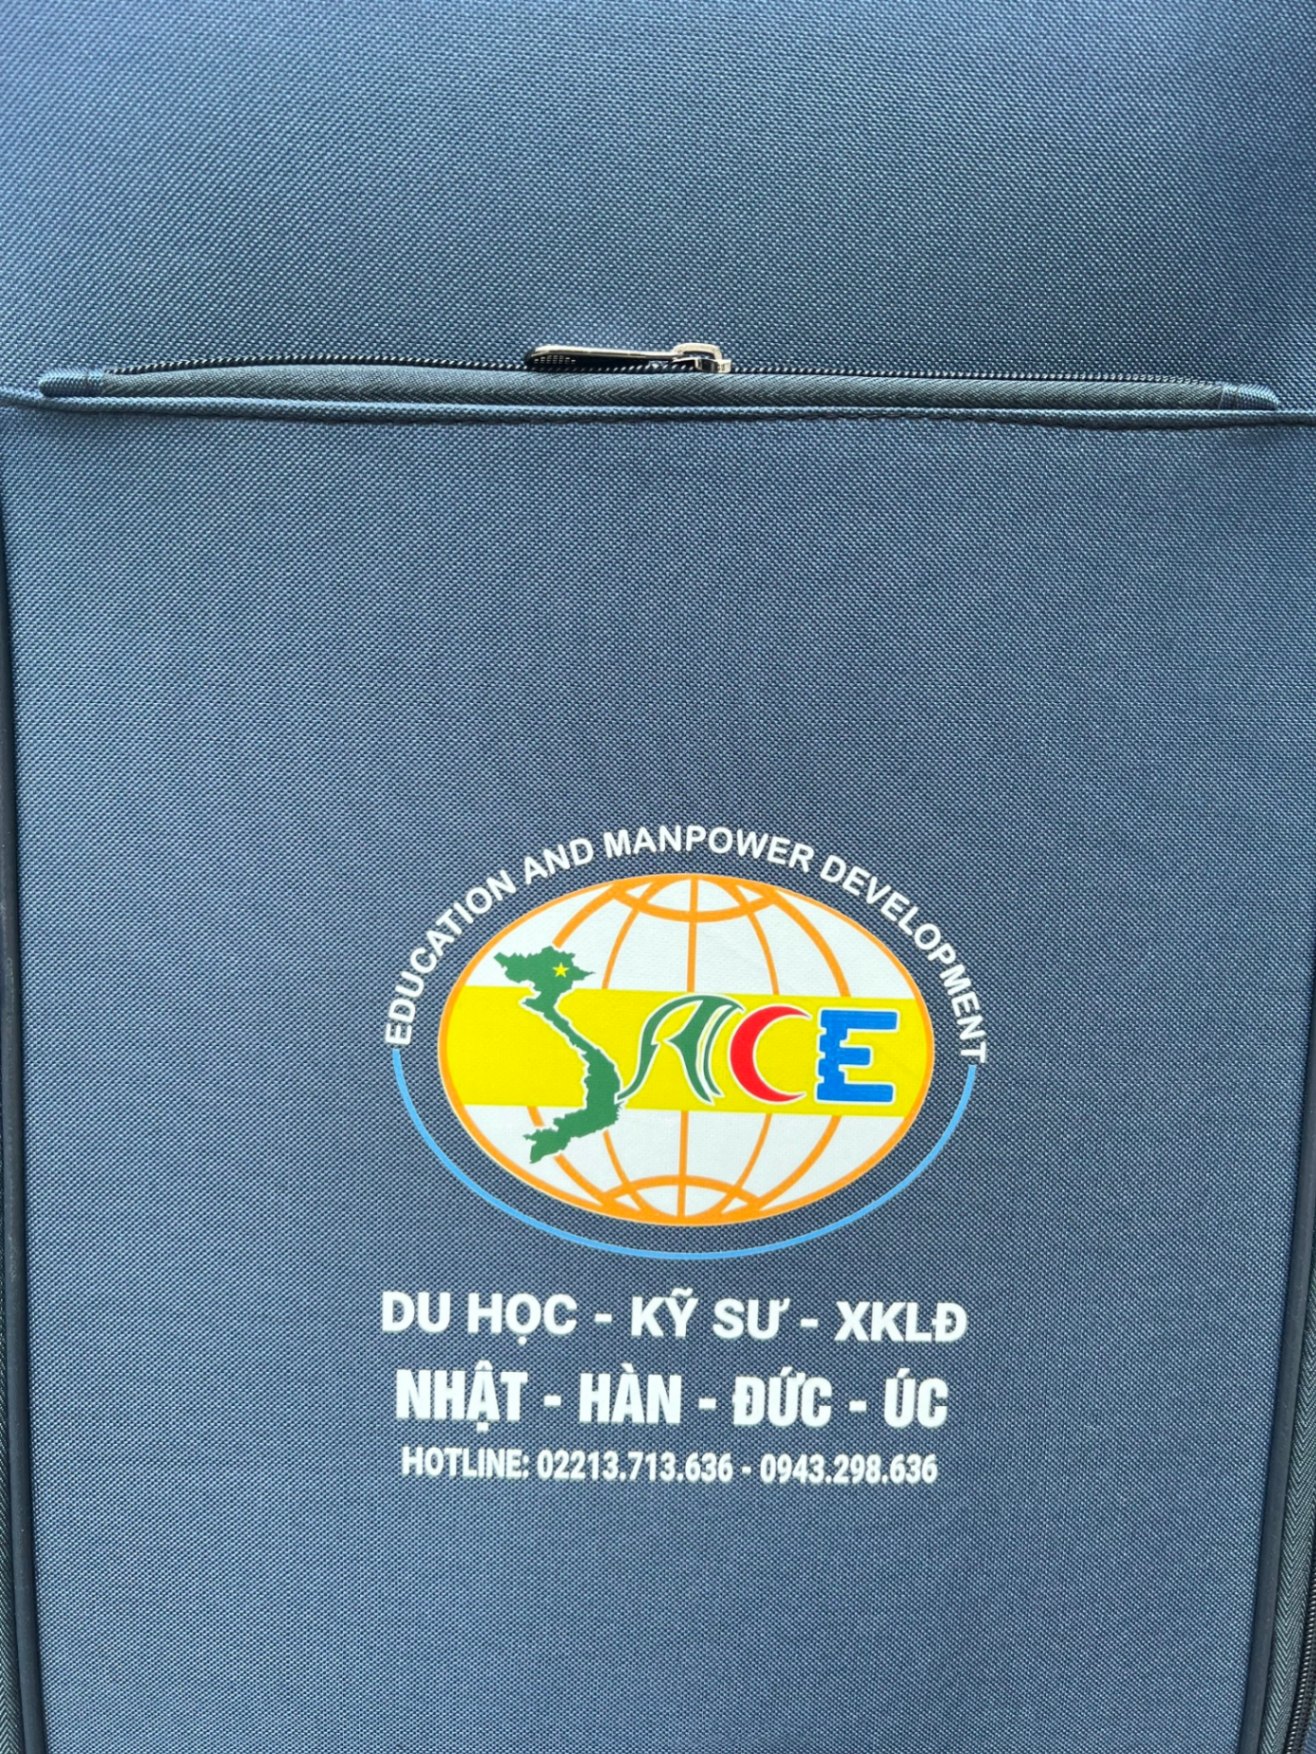 EDUCATION AND MANPOWER DEVELOPMENT
SACE
DU HỌC - KỸ SƯ - XKLĐ
NHẬT - HÀN - ĐỨC - ÚC
HOTLINE: 02213.713.636 - 0943.298.636